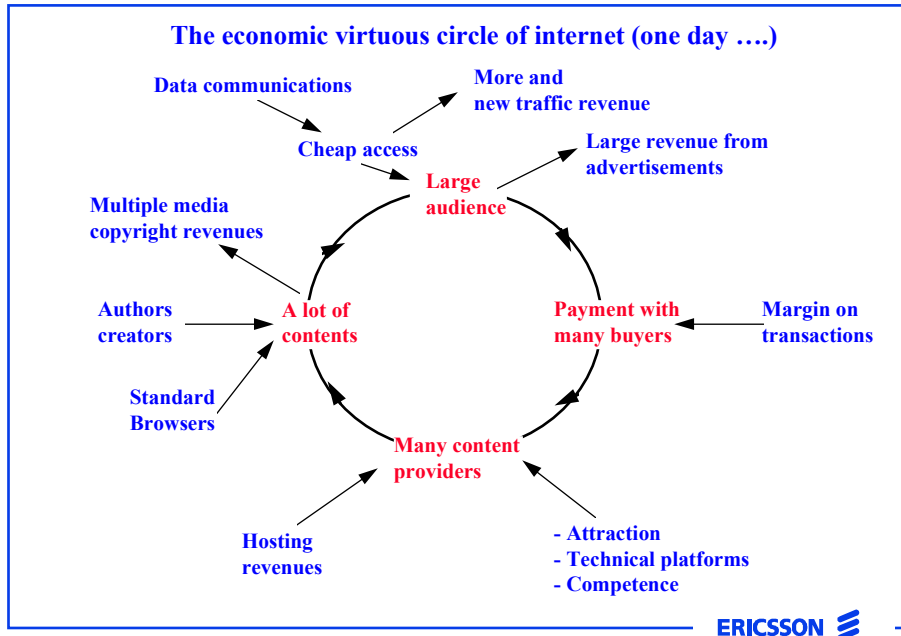 The economic virtuous circle of internet (one day ….)
Data communications
More and
new traffic revenue
Cheap access
Large revenue from
advertisements
Large
audience
Multiple media
copyright revenues
Authors
creators
A lot of
contents
Payment with
many buyers
Margin on
transactions
Standard
Browsers
Many content
providers
Hosting
revenues
- Attraction
- Technical platforms
- Competence
ERICSSON